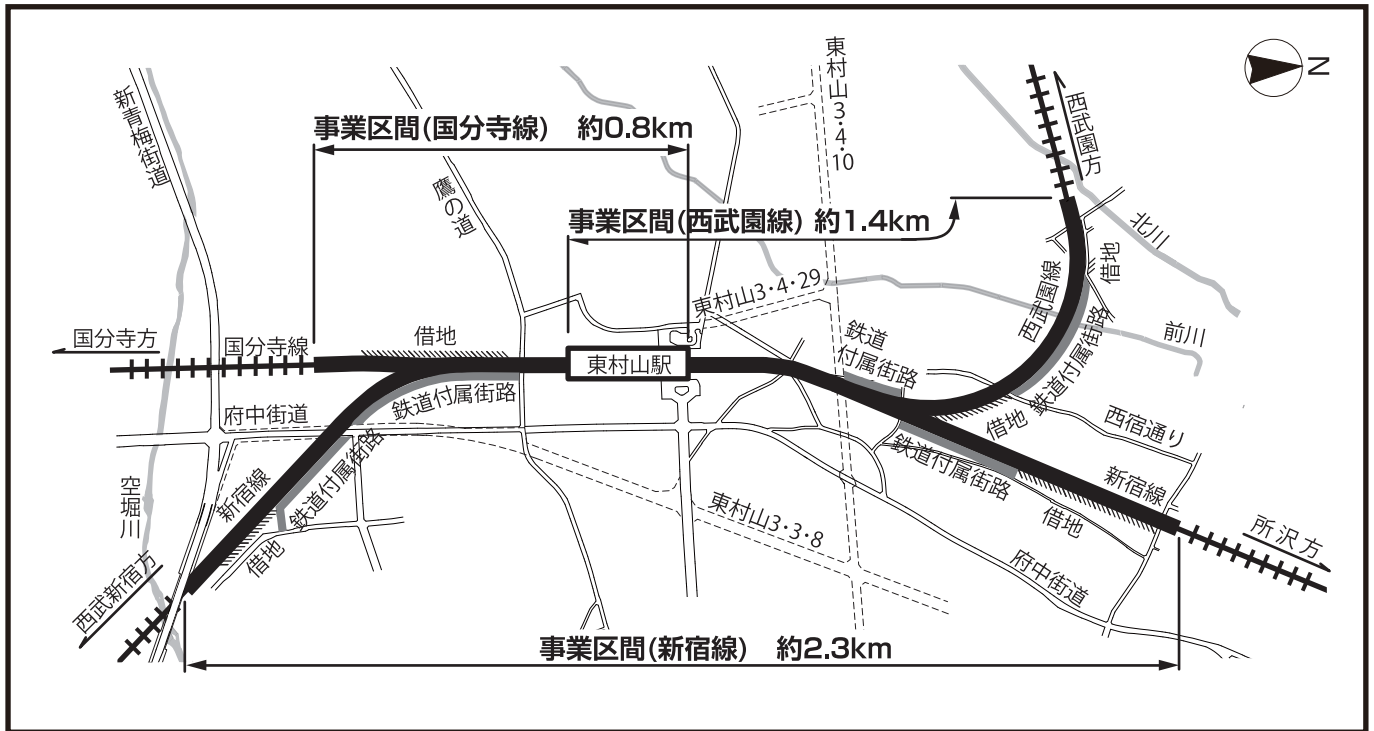 N
新青梅街道
事業区間(国分寺線)　約0.8km
東村山3・4・10
西武園方
鷹の道
事業区間(西武園線) 約1.4km
北川
借地
西武園線
東村山3・4・29
前川
国分寺方
国分寺線
借地
東村山駅
鉄道
付属街路
鉄道付属街路
鉄道付属街路
府中街道
借地
西宿通り
鉄道付属街路
新宿線
空堀川
新宿線
鉄道付属街路
借地
東村山3・3・8
借地
所沢方
府中街道
西武新宿方
事業区間(新宿線)　約2.3km